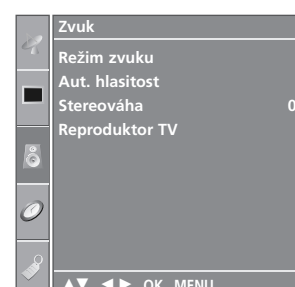 Zvuk
Režim zvuku
Aut. hlasitost
Stereováha 0
Reproduktor TV
▲▼ ◄ ► OK MENU